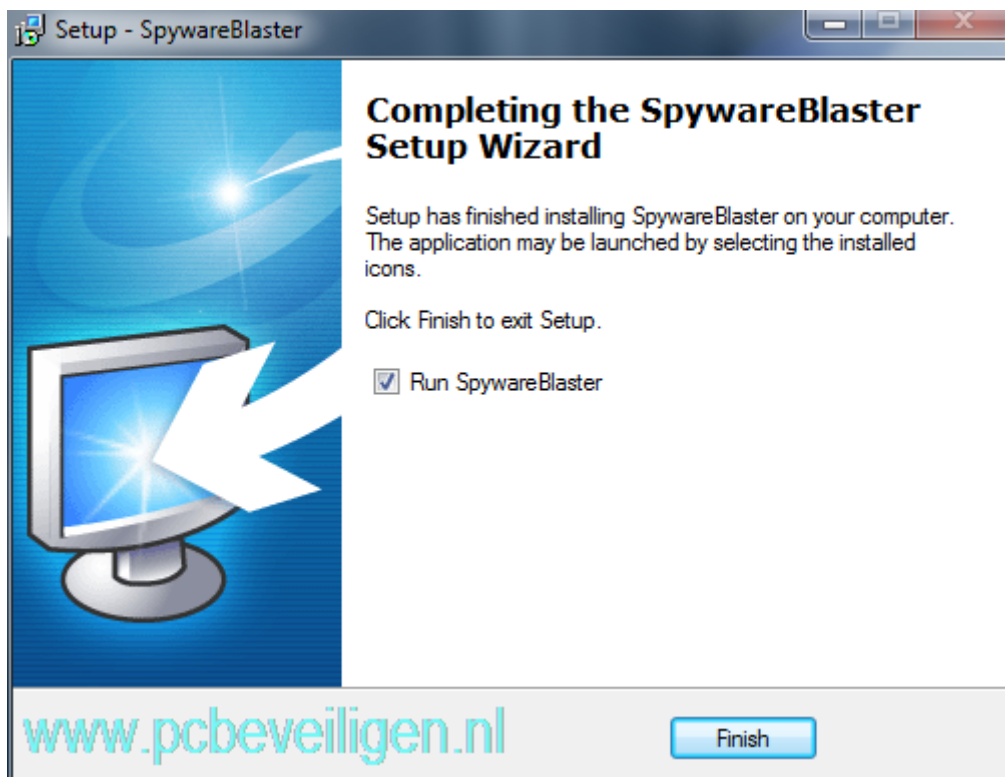 Setup - SpywareBlaster
Completing the SpywareBlaster
Setup Wizard
Setup has finished installing SpywareBlaster on your computer.
The application may be launched by selecting the installed
icons.
Click Finish to exit Setup.
Run SpywareBlaster
www.pcbeveiligen.nl
Finish